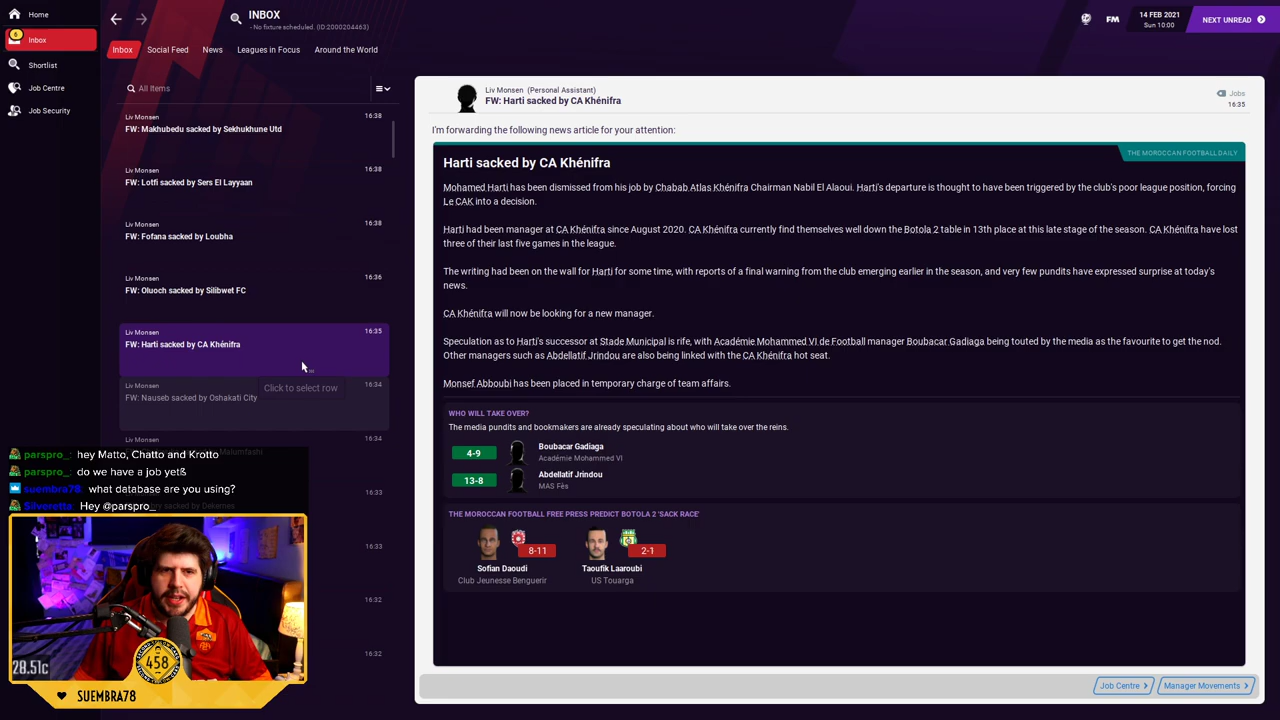 Home
Inbox
6
Shortlist
Job Centre
Job Security
INBOX
- No fixture scheduled. (ID:2000204463)
FM
14 FEB 2021
Sun 10:00
NEXT UNREAD
Inbox
Social Feed
News
Leagues in Focus
Around the World
All Items
Liv Monsen
16:38
FW: Makhubedu sacked by Sekhukhune Utd
Liv Monsen
16:38
FW: Lotfi sacked by Sers El Layyaan
Liv Monsen
16:38
FW: Fofana sacked by Loubha
Liv Monsen
16:36
FW: Oluoch sacked by Silibwet FC
Liv Monsen
16:35
FW: Harti sacked by CA Khénifra
Click to select row
Liv Monsen
16:34
FW: Nauseb sacked by Oshakati City
Liv Monsen
16:34
Malumfashi
16:33
sacked by Dekernes
16:33
16:32
16:32
Liv Monsen (Personal Assistant)
FW: Harti sacked by CA Khénifra
Jobs
16:35
I'm forwarding the following news article for your attention:
THE MOROCCAN FOOTBALL DAILY
Harti sacked by CA Khénifra
Mohamed Harti has been dismissed from his job by Chabab Atlas Khénifra Chairman Nabil El Alaoui. Harti's departure is thought to have been triggered by the club's poor league position, forcing
Le CAK into a decision.
Harti had been manager at CA Khénifra since August 2020. CA Khénifra currently find themselves well down the Botola 2 table in 13th place at this late stage of the season. CA Khénifra have lost
three of their last five games in the league.
The writing had been on the wall for Harti for some time, with reports of a final warning from the club emerging earlier in the season, and very few pundits have expressed surprise at today's
news.
CA Khénifra will now be looking for a new manager.
Speculation as to Harti's successor at Stade Municipal is rife, with Académie Mohammed VI de Football manager Boubacar Gadiaga being touted by the media as the favourite to get the nod.
Other managers such as Abdellatif Jrindou are also being linked with the CA Khénifra hot seat.
Monsef Abboubi has been placed in temporary charge of team affairs.
WHO WILL TAKE OVER?
The media pundits and bookmakers are already speculating about who will take over the reins.
4-9
Boubacar Gadiaga
Académie Mohammed VI
13-8
Abdellatif Jrindou
MAS Fès
THE MOROCCAN FOOTBALL FREE PRESS PREDICT BOTOLA 2 'SACK RACE'
8-11
Sofian Daoudi
Club Jeunesse Benguerir
2-1
Taoufik Laaroubi
US Touarga
Job Centre
Manager Movements
parspro_: hey Matto, Chatto and Krotto
parspro_: do we have a job yetß
suembra78: what database are you using?
Silverette: Hey @parspro_
28.51c
458
SUEMBRA78